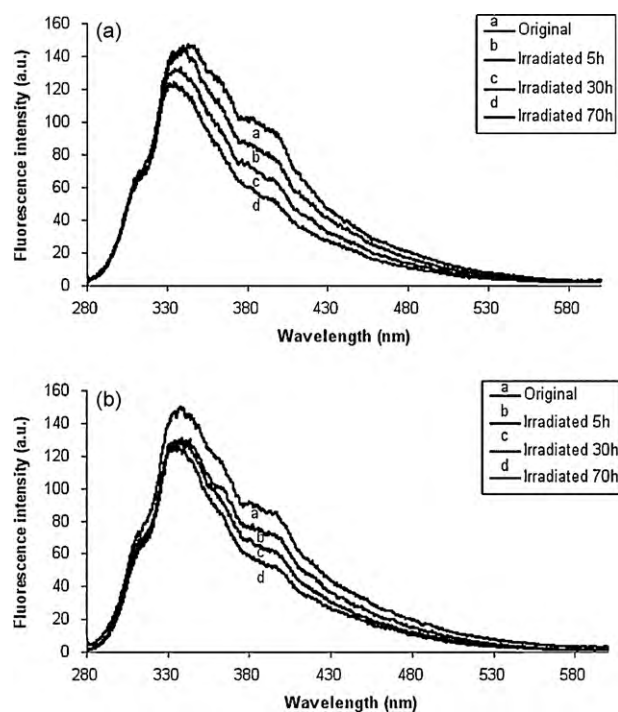 (a)
a Original
b Irradiated 5h
c Irradiated 30h
d Irradiated 70h
Fluorescence intensity (a.u.)
160
140
120
100
80
60
40
20
0
a
b
c
d
280 330 380 430 480 530 580
Wavelength (nm)
(b)
a Original
b Irradiated 5h
c Irradiated 30h
d Irradiated 70h
Fluorescence intensity (a.u.)
160
140
120
100
80
60
40
20
0
a
b
c
d
280 330 380 430 480 530 580
Wavelength (nm)